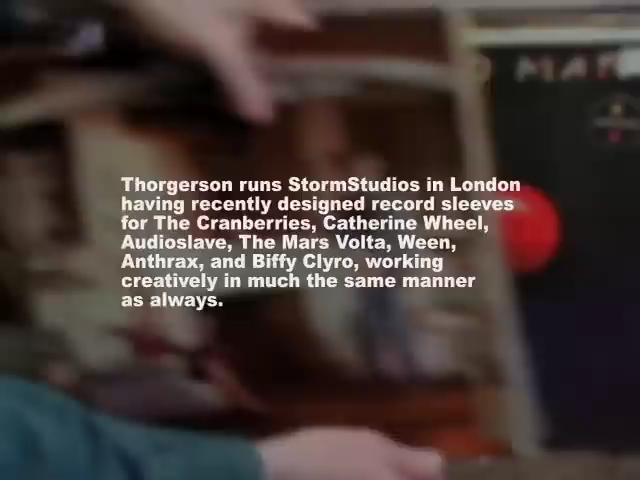 Thorgerson runs StormStudios in London
having recently designed record sleeves
for The Cranberries, Catherine Wheel,
Audioslave, The Mars Volta, Ween,
Anthrax, and Biffy Clyro, working
creatively in much the same manner
as always.